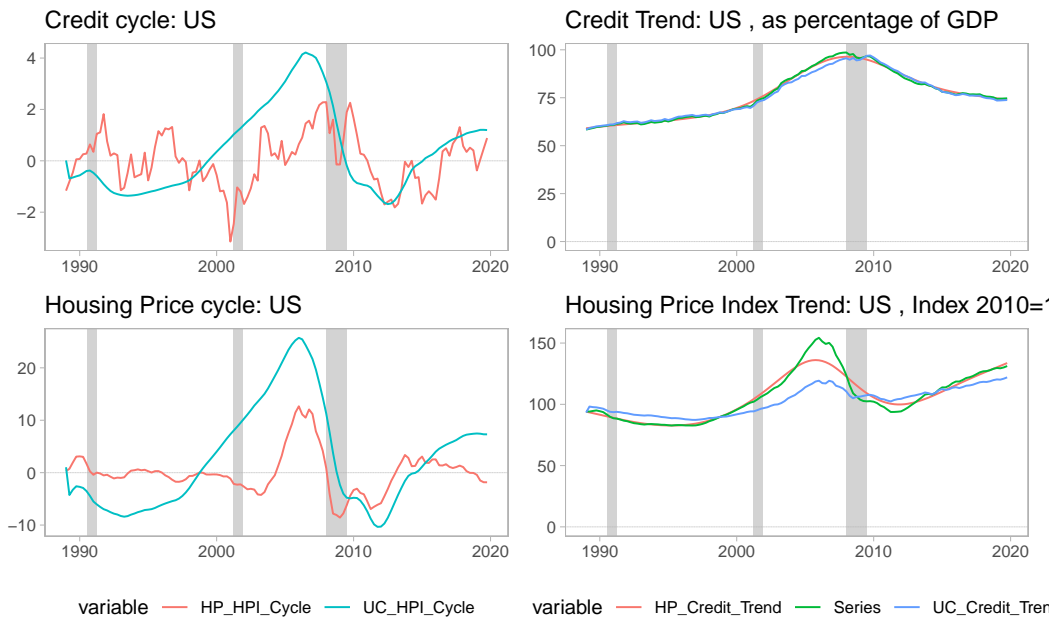 Credit cycle: US
4
2
0
−2
1990 2000 2010 2020
Credit Trend: US , as percentage of GDP
100
75
50
25
0
1990 2000 2010 2020
Housing Price cycle: US
20
10
0
−10
1990 2000 2010 2020
Housing Price Index Trend: US , Index 2010=1
150
100
50
0
1990 2000 2010 2020
variable HP_HPI_Cycle UC_HPI_Cycle
variable HP_Credit_Trend Series UC_Credit_Tren